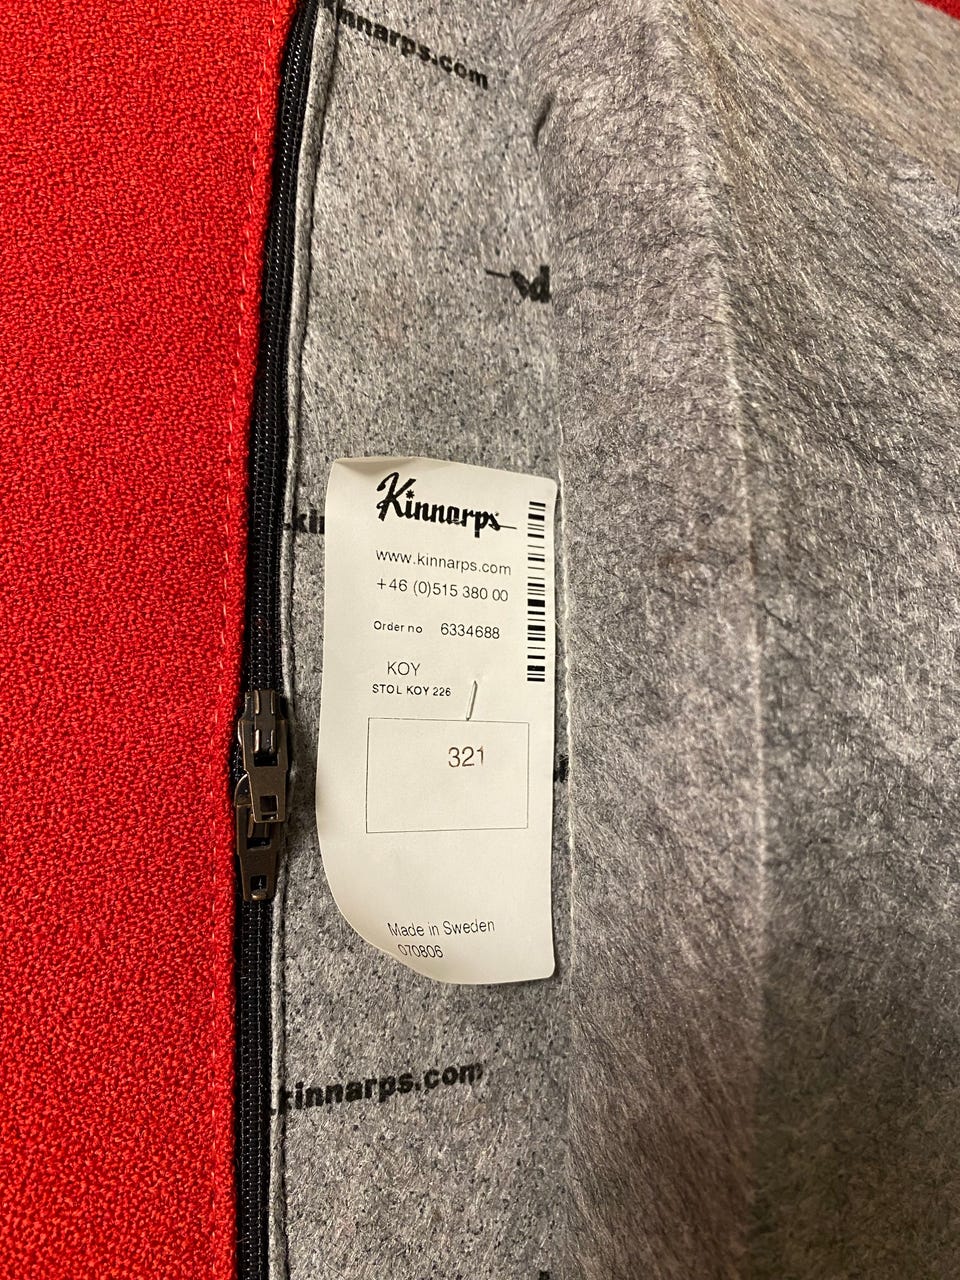 kinnarps.com
Kinnarps
www.kinnarps.com
+46 (0)515 380 00
Order no 6334688
KOY
STOL KOY 226
321
Made in Sweden
070806
kinnarps.com